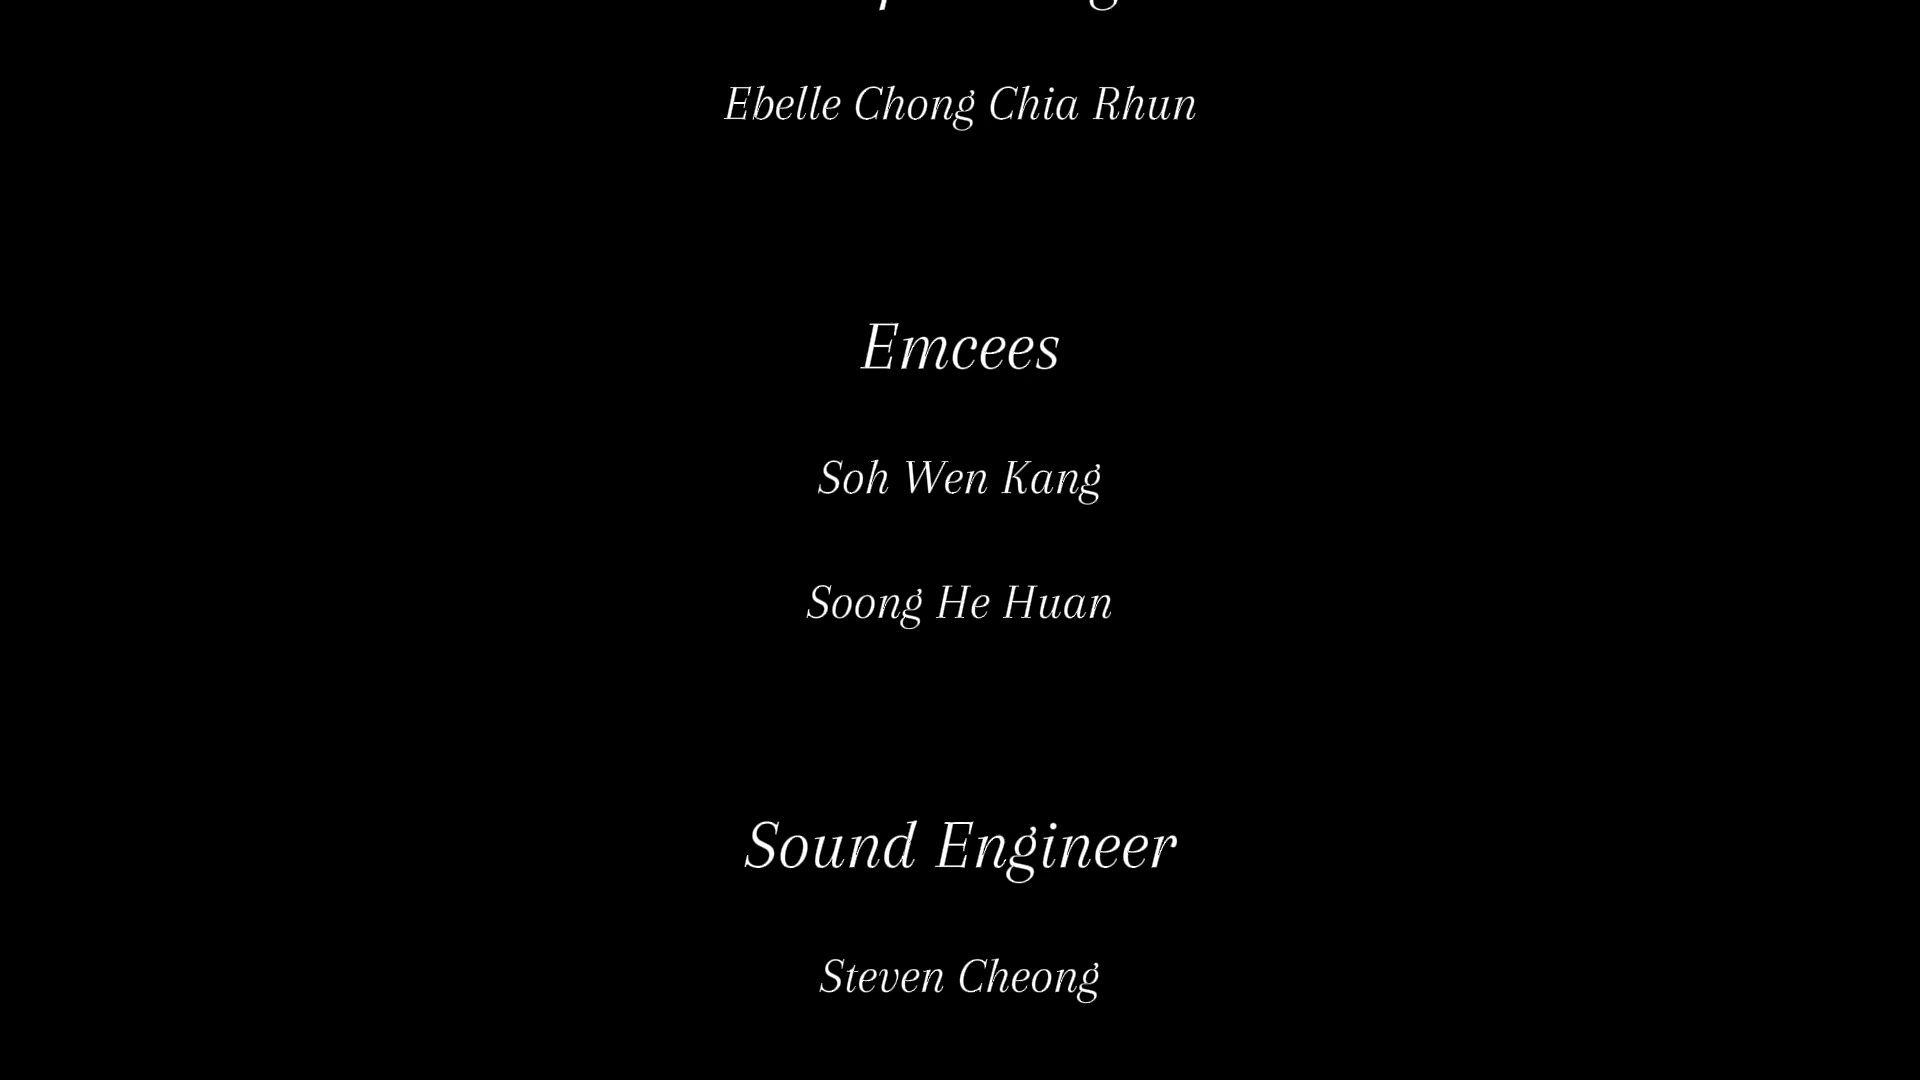 Ebelle Chong Chia Rhun
Emcees
Soh Wen Kang
Soong He Huan
Sound Engineer
Steven Cheong